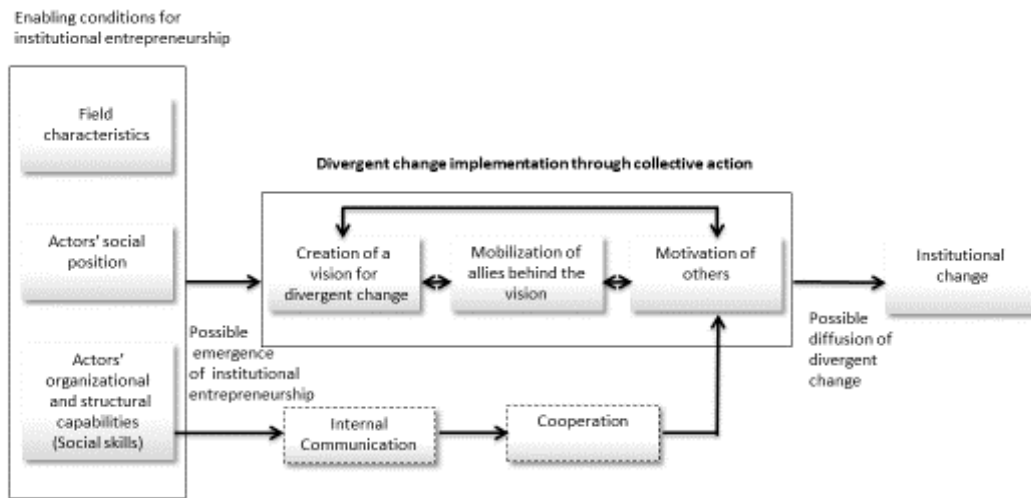 Enabling conditions for
institutional entrepreneurship
Field
characteristics
Actors' social
position
Actors'
organizational
and structural
capabilities
(Social skills)
Possible
emergence
of institutional
entrepreneurship
Divergent change implementation through collective action
Creation of a
vision for
divergent change
Mobilization of
allies behind the
vision
Motivation of
others
Internal
Communication
Cooperation
Possible
diffusion of
divergent
change
Institutional
change